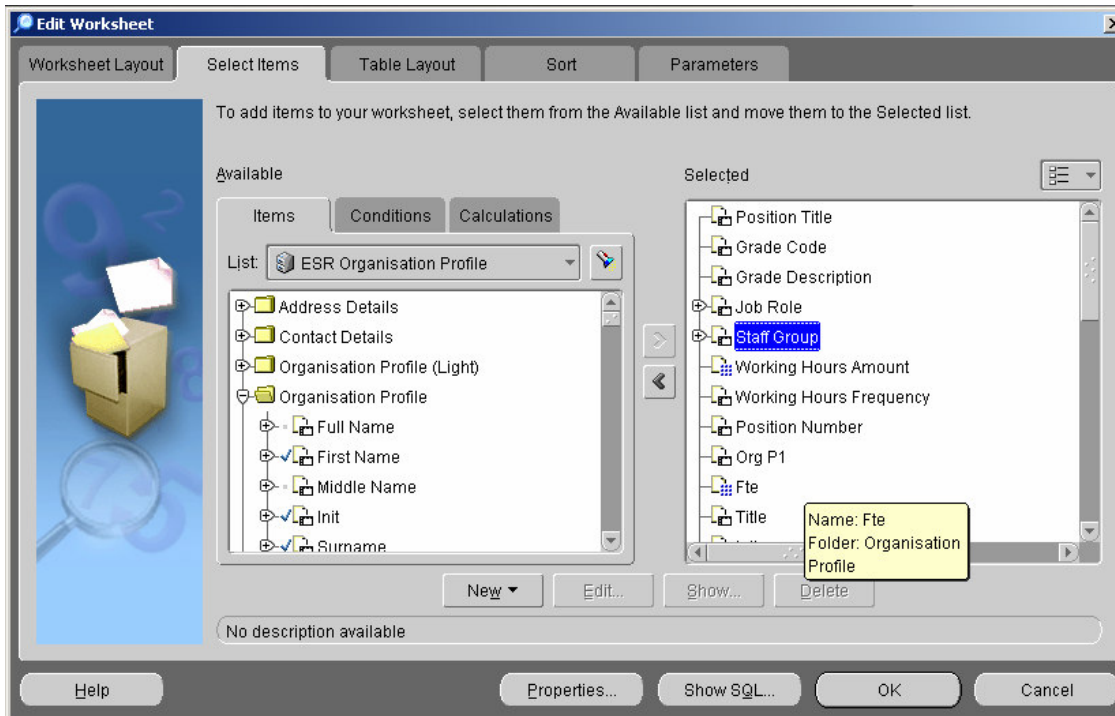 Edit Worksheet
Worksheet Layout
Select Items
Table Layout
Sort
Parameters
To add items to your worksheet, select them from the Available list and move them to the Selected list.
Available
Selected
Items
Conditions
Calculations
List:
ESR Organisation Profile
Address Details
Contact Details
Organisation Profile (Light)
Organisation Profile
Full Name
First Name
Middle Name
Init
Surname
Position Title
Grade Code
Grade Description
Job Role
Staff Group
Working Hours Amount
Working Hours Frequency
Position Number
Org P1
Fte
Title
Name: Fte
Folder: Organisation
Profile
New
Edit...
Show...
Delete
No description available
Help
Properties...
Show SQL...
OK
Cancel